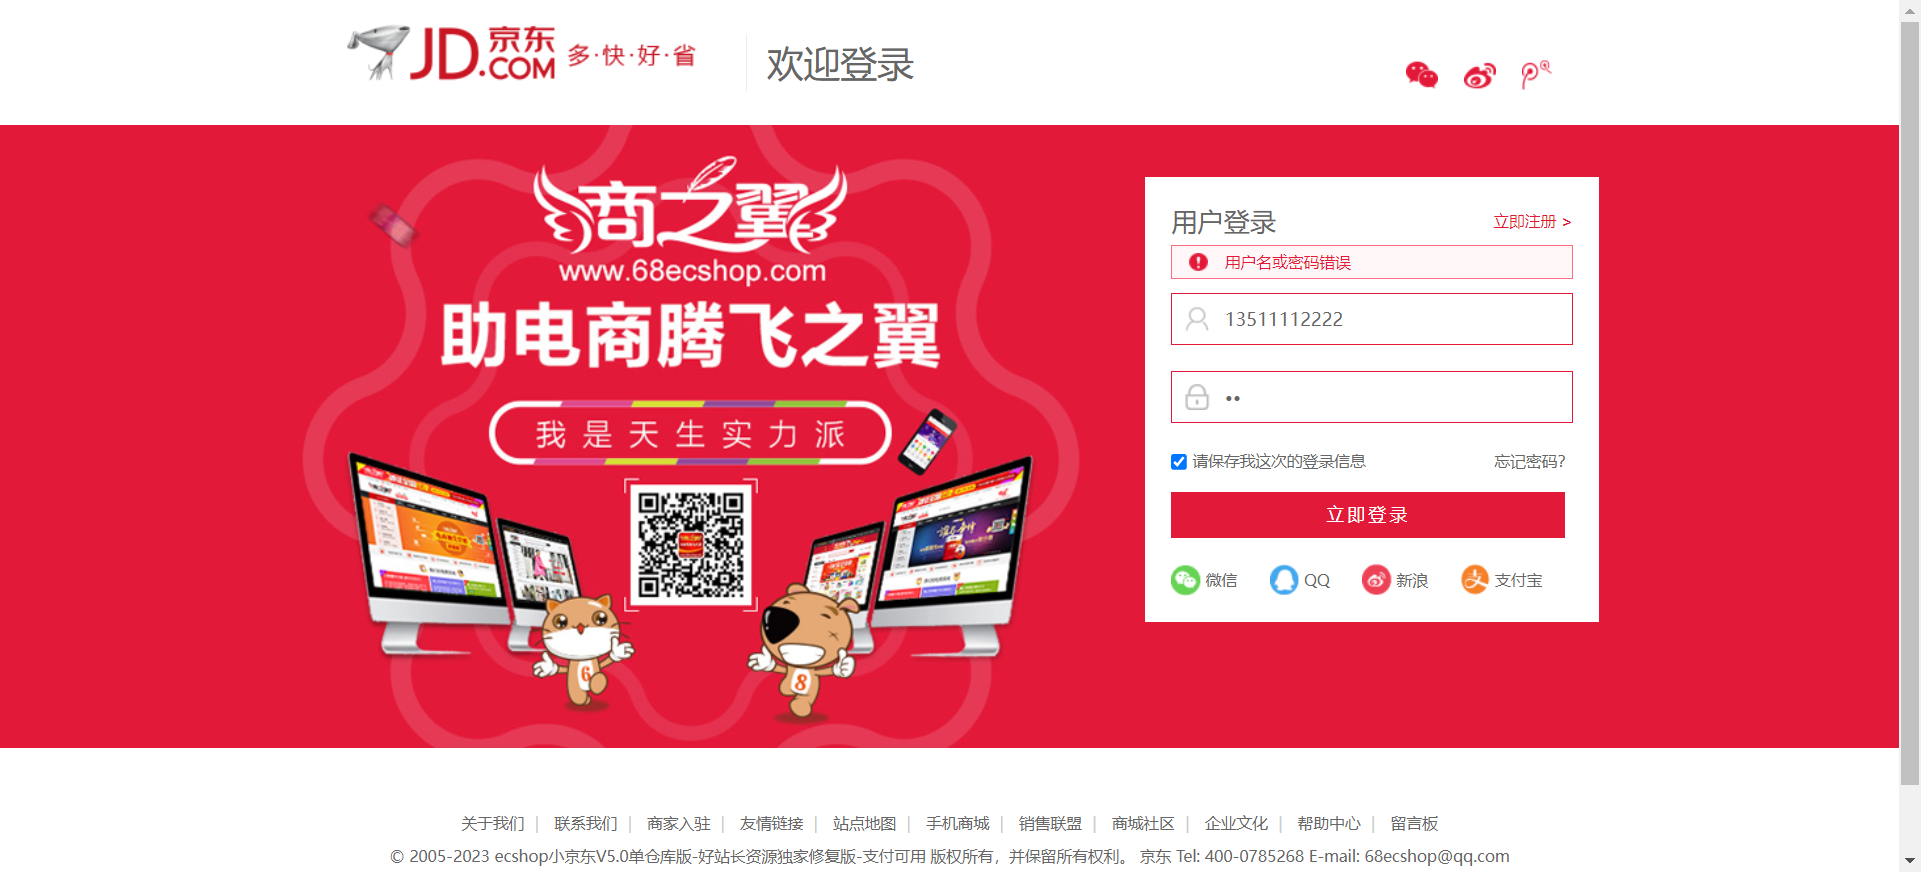 JD.COM 京东 多·快·好·省
欢迎登录
商之翼
www.68ecshop.com
助电商腾飞之翼
我是天生实力派
6
8
用户登录
立即注册 >
用户名或密码错误
13511112222
••
请保存我这次的登录信息
忘记密码?
立即登录
微信 QQ 新浪 支付宝
关于我们 | 联系我们 | 商家入驻 | 友情链接 | 站点地图 | 手机商城 | 销售联盟 | 商城社区 | 企业文化 | 帮助中心 | 留言板
© 2005-2023 ecshop小京东V5.0单仓库版-好站长资源独家修复版-支付可用 版权所有，并保留所有权利。 京东 Tel: 400-0785268 E-mail: 68ecshop@qq.com